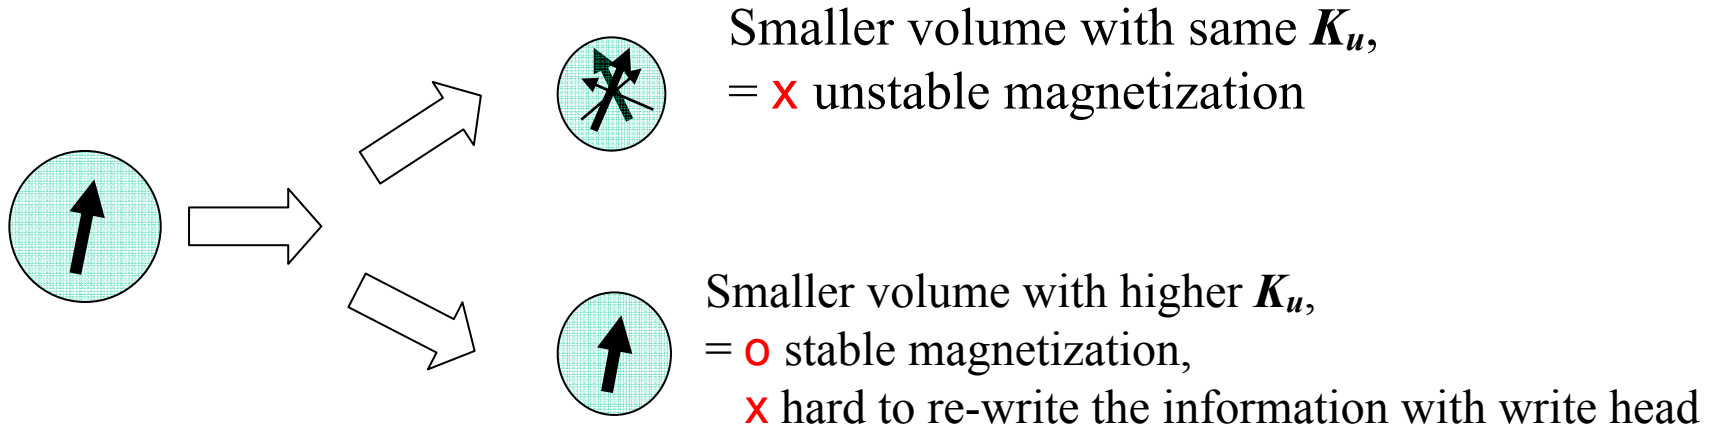 Smaller volume with same Ku,
= x unstable magnetization
Smaller volume with higher Ku,
= o stable magnetization,
x hard to re-write the information with write head